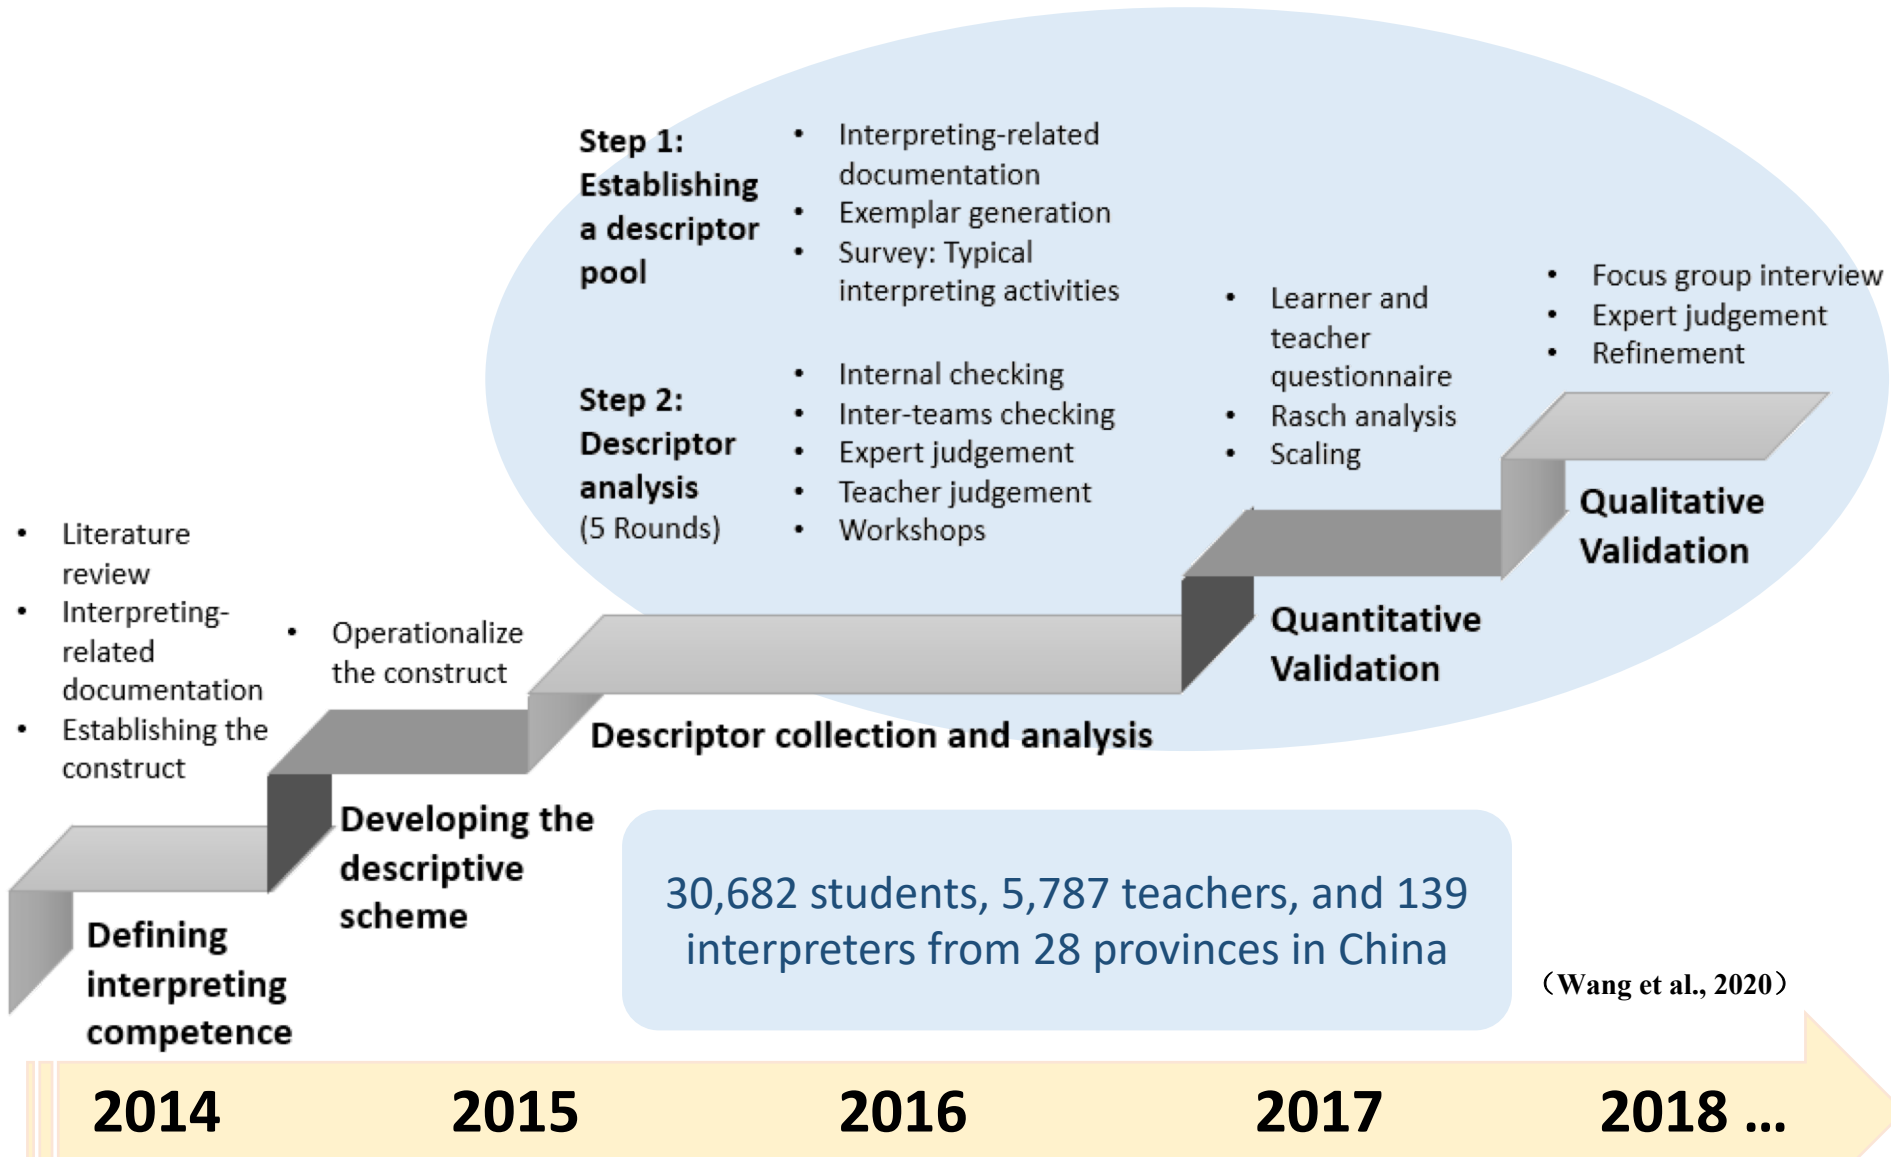 • Literature
review
• Interpreting-
related
documentation
• Establishing the
construct
Defining
interpreting
competence
• Operationalize
the construct
Developing the
descriptive
scheme
Step 1:
Establishing
a descriptor
pool
• Interpreting-related
documentation
• Exemplar generation
• Survey: Typical
interpreting activities
Step 2:
Descriptor
analysis
(5 Rounds)
• Internal checking
• Inter-teams checking
• Expert judgement
• Teacher judgement
• Workshops
Descriptor collection and analysis
• Learner and
teacher
questionnaire
• Rasch analysis
• Scaling
Quantitative
Validation
• Focus group interview
• Expert judgement
• Refinement
Qualitative
Validation
30,682 students, 5,787 teachers, and 139
interpreters from 28 provinces in China
（Wang et al., 2020）
2014 2015 2016 2017 2018 ...